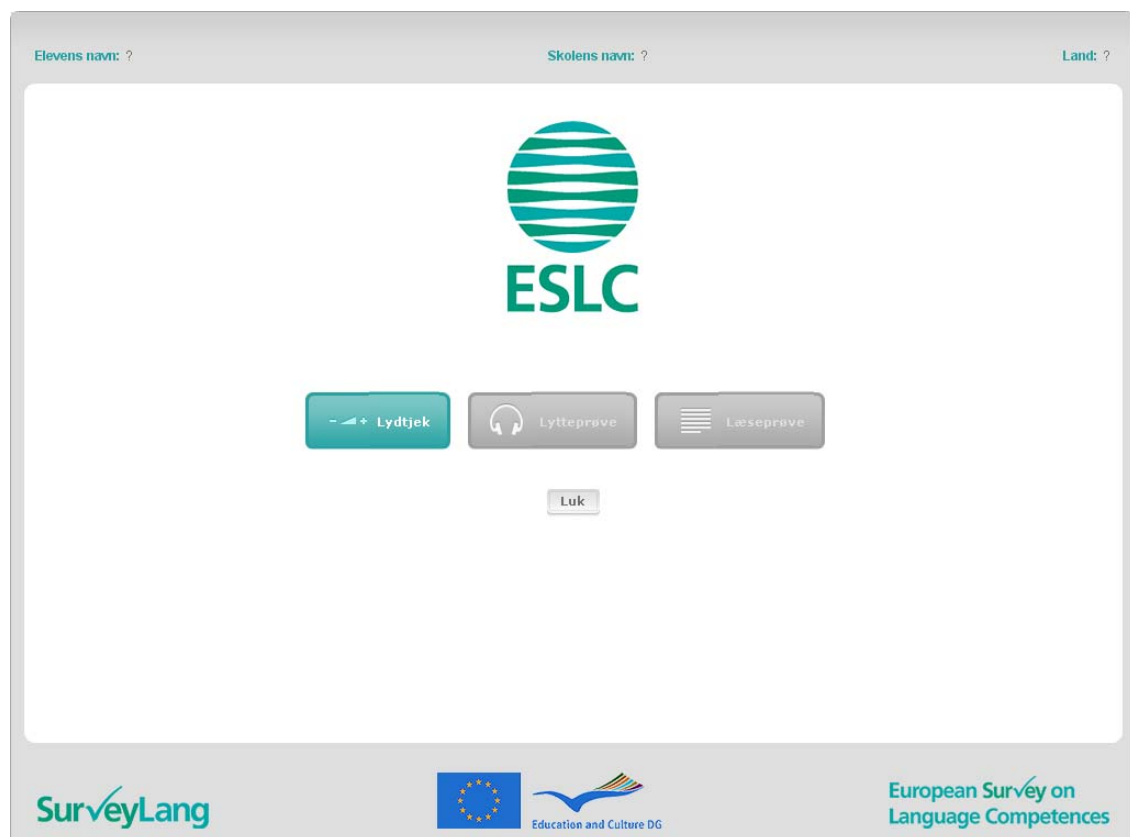 Elevens navn: ?
Skolens navn: ?
Land: ?
ESLC
Lydtjek
Lytteprøve
Læseprøve
Luk
SurveyLang
Education and Culture DG
European Survey on
Language Competences